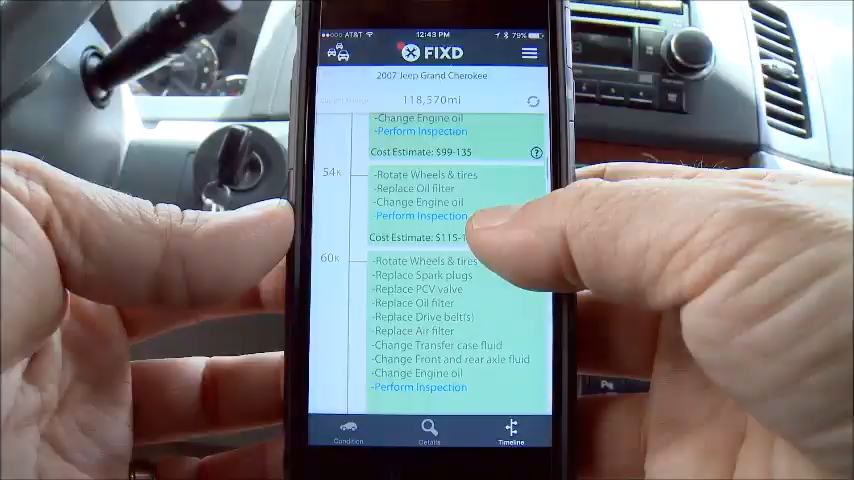 AT&T 12:43 PM 79%
FIXD
2007 Jeep Grand Cherokee
118,570mi
-Change Engine oil
-Perform Inspection
Cost Estimate: $99-135
54K
-Rotate Wheels & tires
-Replace Oil filter
-Change Engine oil
-Perform Inspection
Cost Estimate: $115-
60K
-Rotate Wheels & tires
-Replace Spark plugs
-Replace PCV valve
-Replace Oil filter
-Replace Drive belt(s)
-Replace Air filter
-Change Transfer case fluid
-Change Front and rear axle fluid
-Change Engine oil
-Perform Inspection
Condition Details Timeline